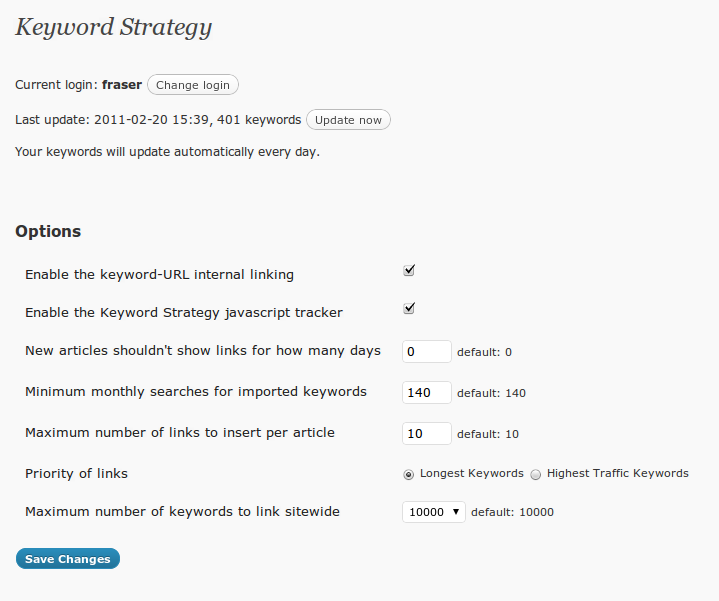 Keyword Strategy
Current login: fraser Change login
Last update: 2011-02-20 15:39, 401 keywords Update now
Your keywords will update automatically every day.
Options
Enable the keyword-URL internal linking
Enable the Keyword Strategy javascript tracker
New articles shouldn't show links for how many days 0 default: 0
Minimum monthly searches for imported keywords 140 default: 140
Maximum number of links to insert per article 10 default: 10
Priority of links Longest Keywords Highest Traffic Keywords
Maximum number of keywords to link sitewide 10000 default: 10000
Save Changes